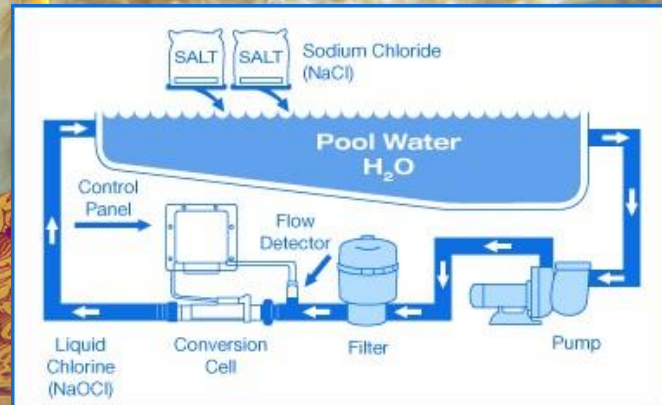 SALT SALT
Sodium Chloride
(NaCl)
Pool Water
H₂O
Control
Panel
Flow
Detector
Liquid
Chlorine
(NaOCl)
Conversion
Cell
Filter
Pump